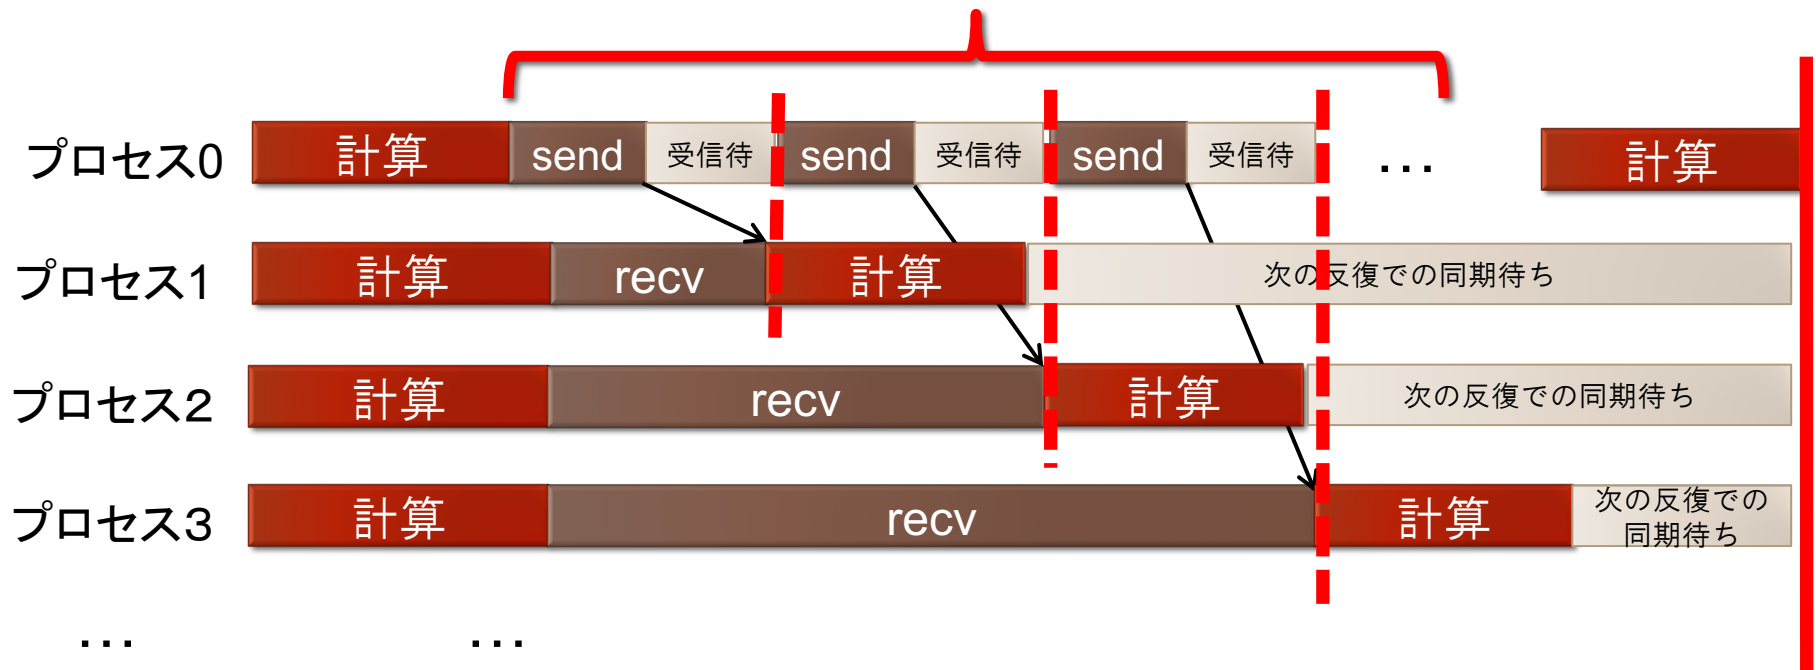 プロセス0
計算
send
受信待
send
受信待
send
受信待
…
計算
プロセス1
計算
recv
計算
次の反復での同期待ち
プロセス2
計算
recv
計算
次の反復での同期待ち
プロセス3
計算
recv
計算
次の反復での
同期待ち
…
…